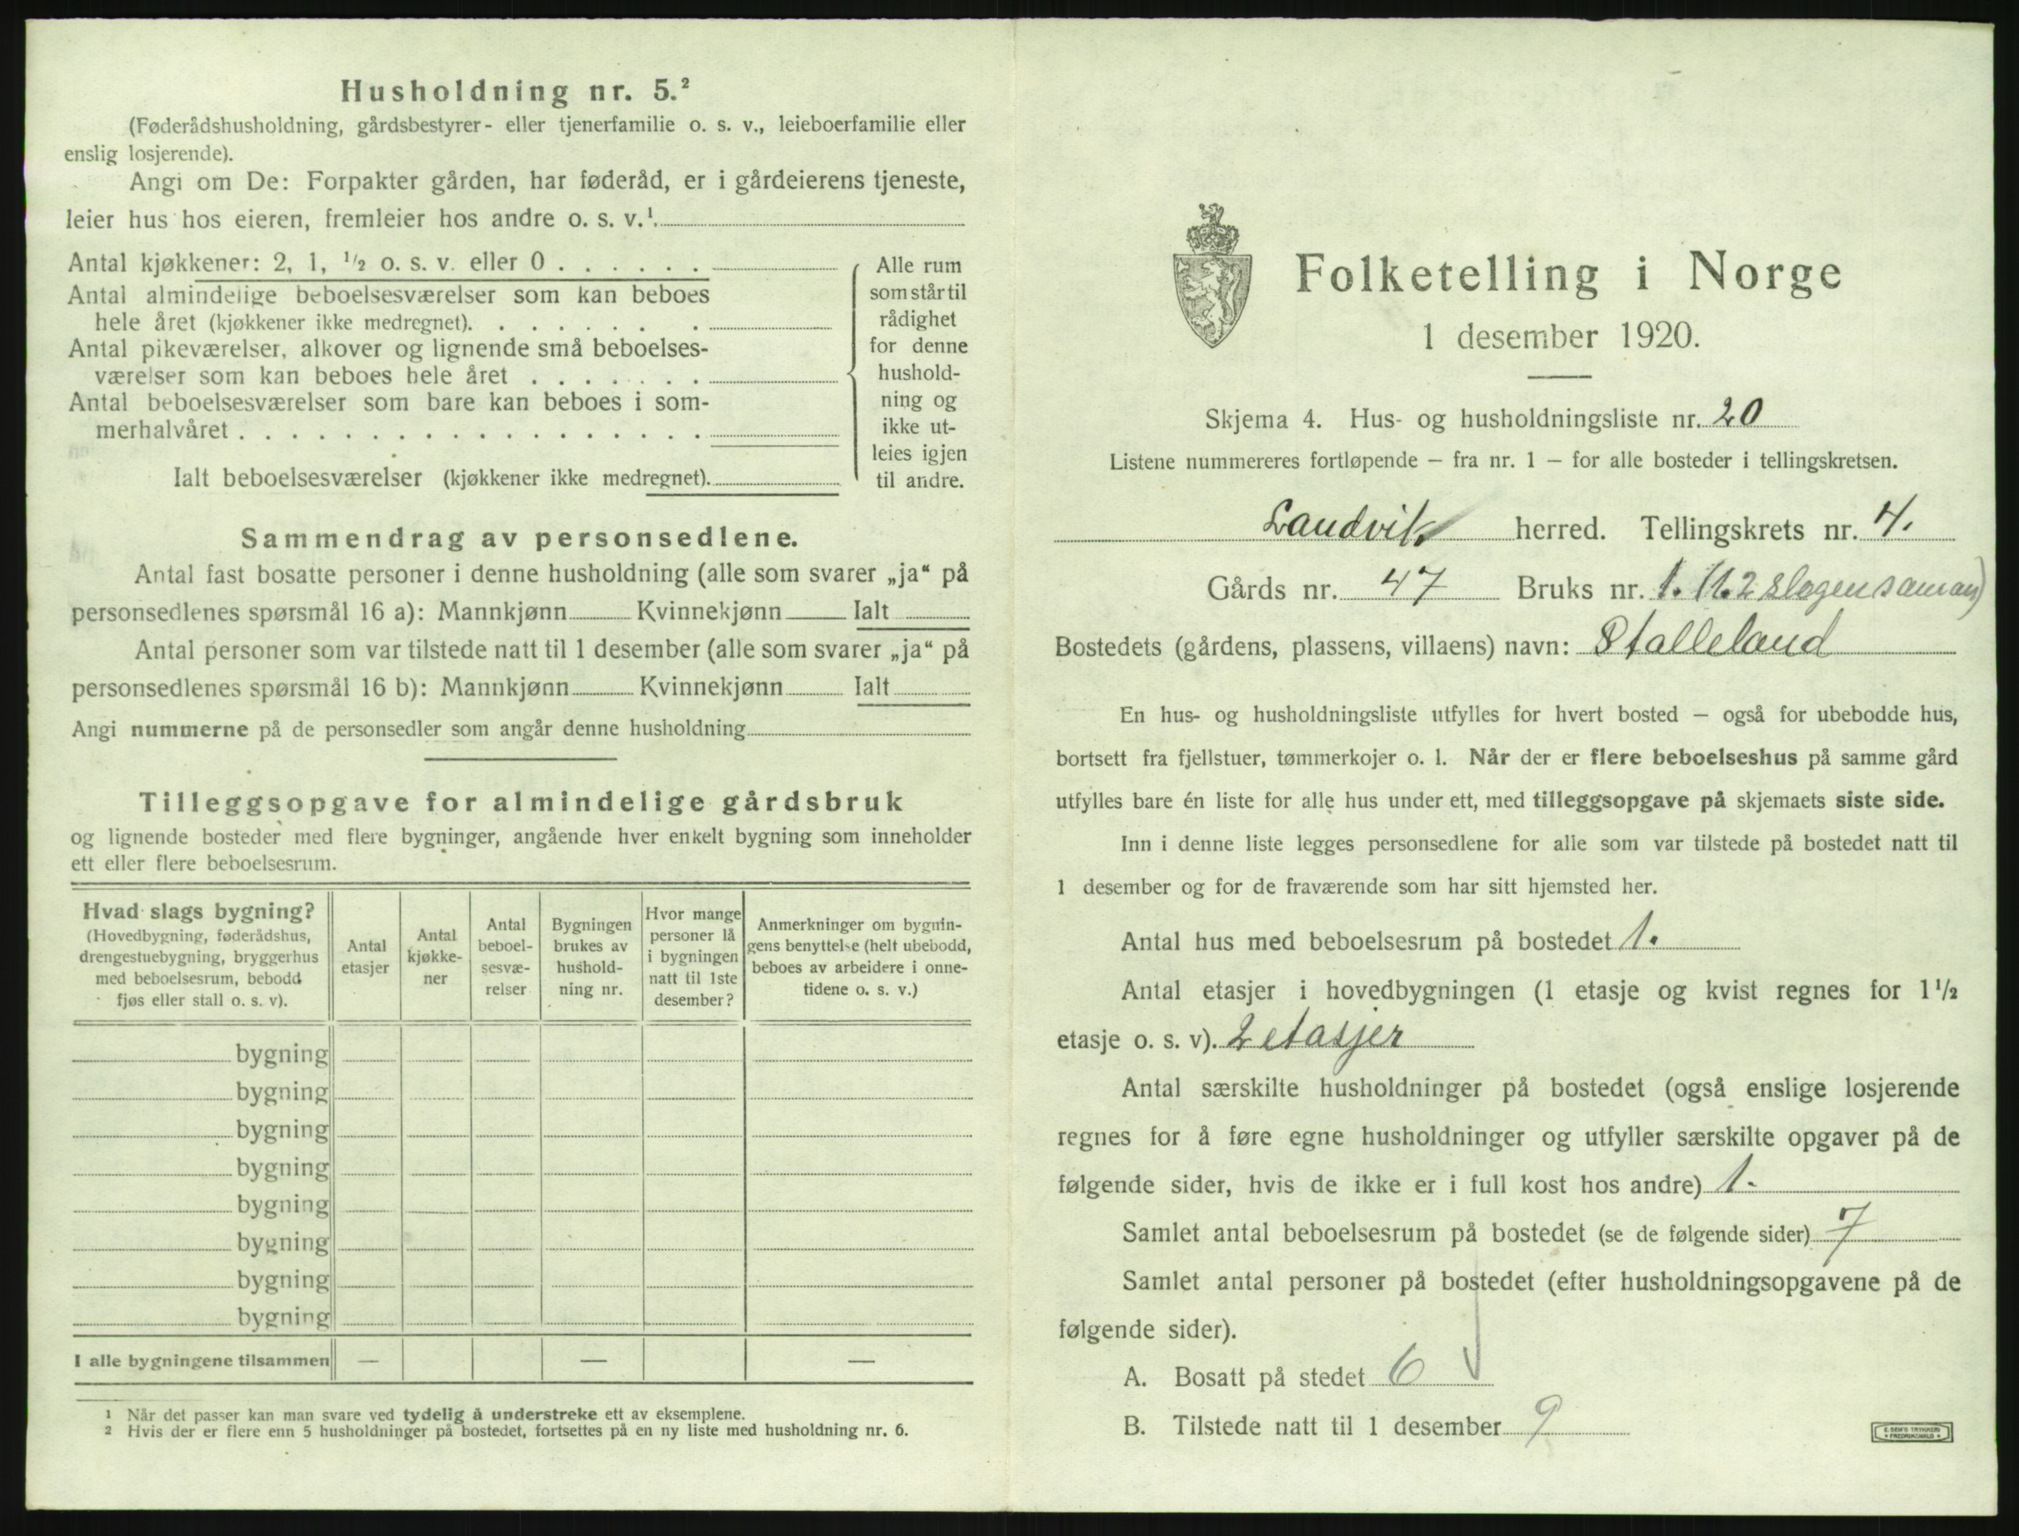 Husholdning nr. 5.²
(Føderådshusholdning, gårdsbestyrer- eller tjenerfamilie o. s. v., leieboerfamilie eller
enslig losjerende).
Angi om De: Forpakter gården, har føderåd, er i gårdeierens tjeneste,
leier hus hos eieren, fremleier hos andre o. s. v.¹
Antal kjøkkener: 2, 1, ½ o. s. v. eller 0 . . . . . .
Antal almindelige beboelsesværelser som kan beboes
hele året (kjøkkener ikke medregnet). . . . . . . .
Antal pikeværelser, alkover og lignende små beboelses-
værelser som kan beboes hele året . . . . . . .
Antal beboelsesværelser som bare kan beboes i som-
merhalvåret . . . . . . . . . . . . . . . . . .
Ialt beboelsesværelser (kjøkkener ikke medregnet).
Alle rum
som står til
rådighet
for denne
hushold-
ning og
ikke ut-
leies igjen
til andre.
Sammendrag av personsedlene.
Antal fast bosatte personer i denne husholdning (alle som svarer „ja“ på
personsedlenes spørsmål 16 a): Mannkjønn Kvinnekjønn Ialt
Antal personer som var tilstede natt til 1 desember (alle som svarer „ja“ på
personsedlenes spørsmål 16 b): Mannkjønn Kvinnekjønn Ialt
Angi nummerne på de personsedler som angår denne husholdning
Tilleggsopgave for almindelige gårdsbruk
og lignende bosteder med flere bygninger, angående hver enkelt bygning som inneholder
ett eller flere beboelsesrum.
Hvad slags bygning?
(Hovedbygning, føderådshus,
drengestuebygning, bryggerhus
med beboelsesrum, bebodd
fjøs eller stall o. s. v).
Antal
etasjer
Antal
kjøkke-
ner
Antal
beboel-
sesvæ-
relser
Bygningen
brukes av
hushold-
ning nr.
Hvor mange
personer lå
i bygningen
natt til 1ste
desember?
Anmerkninger om bygnin-
gens benyttelse (helt ubebodd,
beboes av arbeidere i onne-
tidene o. s. v.)
bygning
bygning
bygning
bygning
bygning
bygning
bygning
bygning
I alle bygningene tilsammen — — —
1 Når det passer kan man svare ved tydelig å understreke ett av eksemplene.
2 Hvis der er flere enn 5 husholdninger på bostedet, fortsettes på en ny liste med husholdning nr. 6.
Folketelling i Norge
1 desember 1920.
Skjema 4. Hus- og husholdningsliste nr. 20
Listene nummereres fortløpende – fra nr. 1 – for alle bosteder i tellingskretsen.
Landvik herred. Tellingskrets nr. 4.
Gårds nr. 47 Bruks nr. 1. (1.2 slogen saman)
Bostedets (gårdens, plassens, villaens) navn: Stalleland
En hus- og husholdningsliste utfylles for hvert bosted – også for ubebodde hus,
bortsett fra fjellstuer, tømmerkojer o. l. Når der er flere beboelseshus på samme gård
utfylles bare én liste for alle hus under ett, med tilleggsopgave på skjemaets siste side.
Inn i denne liste legges personsedlene for alle som var tilstede på bostedet natt til
1 desember og for de fraværende som har sitt hjemsted her.
Antal hus med beboelsesrum på bostedet 1.
Antal etasjer i hovedbygningen (1 etasje og kvist regnes for 1½
etasje o. s. v). 2 etasjer
Antal særskilte husholdninger på bostedet (også enslige losjerende
regnes for å føre egne husholdninger og utfyller særskilte opgaver på de
følgende sider, hvis de ikke er i full kost hos andre) 1.
Samlet antal beboelsesrum på bostedet (se de følgende sider) 7
Samlet antal personer på bostedet (efter husholdningsopgavene på de
følgende sider).
A. Bosatt på stedet 6
B. Tilstede natt til 1 desember 9
E. SEM'S TRYKKERI
FREDRIKSHALD